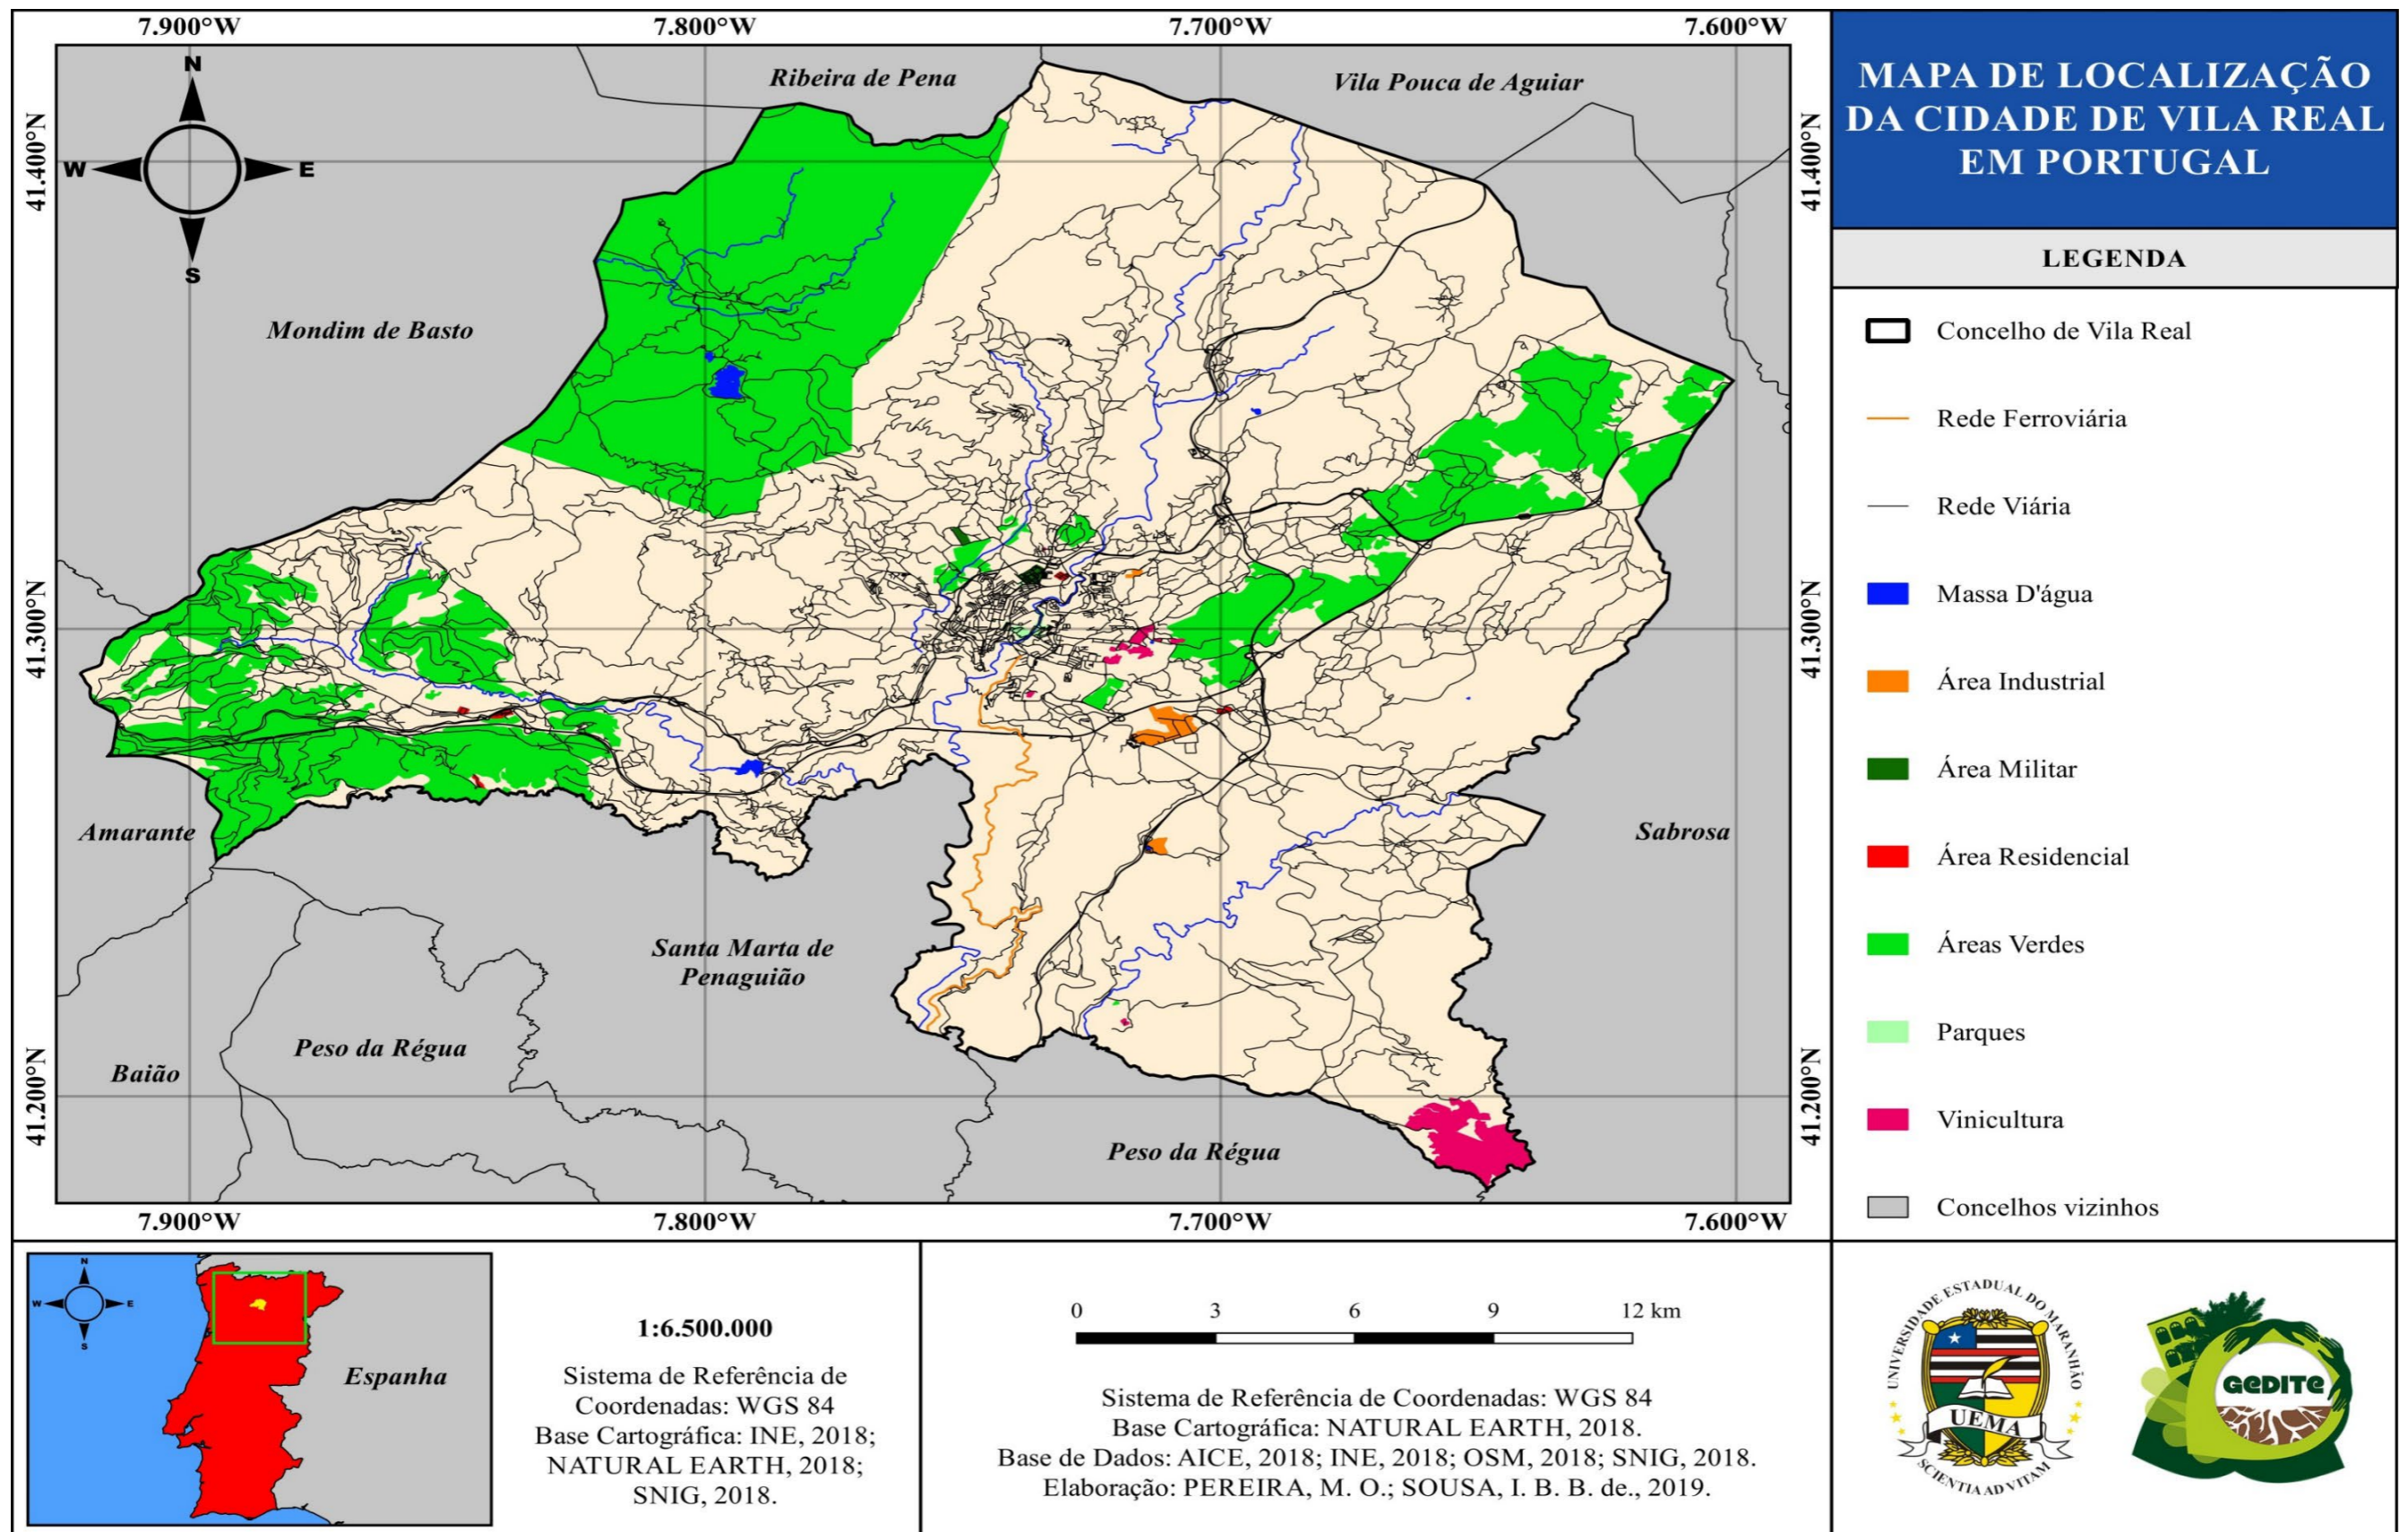 7.900°W
7.800°W
7.700°W
7.600°W
MAPA DE LOCALIZAÇÃO
DA CIDADE DE VILA REAL
EM PORTUGAL
LEGENDA
Concelho de Vila Real
Rede Ferroviária
Rede Viária
Massa D'água
Área Industrial
Área Militar
Área Residencial
Áreas Verdes
Parques
Vinicultura
Concelhos vizinhos
N
W
E
S
41.400°N
41.300°N
41.200°N
41.400°N
41.300°N
41.200°N
Ribeira de Pena
Vila Pouca de Aguiar
Mondim de Basto
Amarante
Sabrosa
Santa Marta de
Penaguião
Peso da Régua
Baião
Peso da Régua
7.900°W
7.800°W
7.700°W
7.600°W
N
W
E
S
Espanha
1:6.500.000
Sistema de Referência de
Coordenadas: WGS 84
Base Cartográfica: INE, 2018;
NATURAL EARTH, 2018;
SNIG, 2018.
0
3
6
9
12 km
Sistema de Referência de Coordenadas: WGS 84
Base Cartográfica: NATURAL EARTH, 2018.
Base de Dados: AICE, 2018; INE, 2018; OSM, 2018; SNIG, 2018.
Elaboração: PEREIRA, M. O.; SOUSA, I. B. B. de., 2019.
UNIVERSIDADE ESTADUAL DO MARANHÃO
UEMA
SCIENTIA AD VITAM
GEDITE